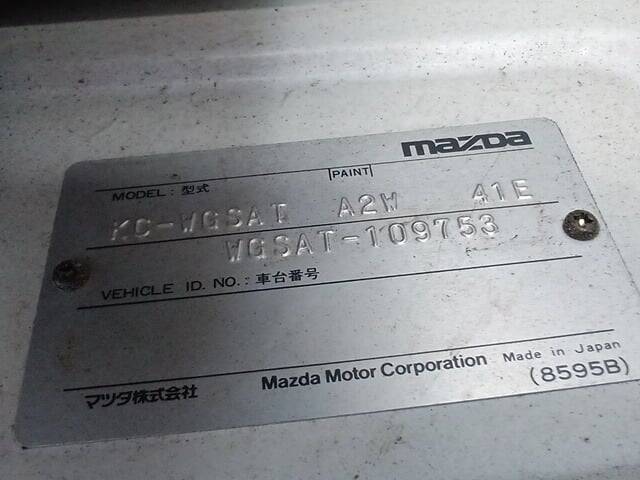 mazda
MODEL: 型式 PAINT
KC-WGSAT A2W 41E
WGSAT-109753
VEHICLE ID. NO.: 車台番号
マツダ株式会社 Mazda Motor Corporation Made in Japan
(8595B)